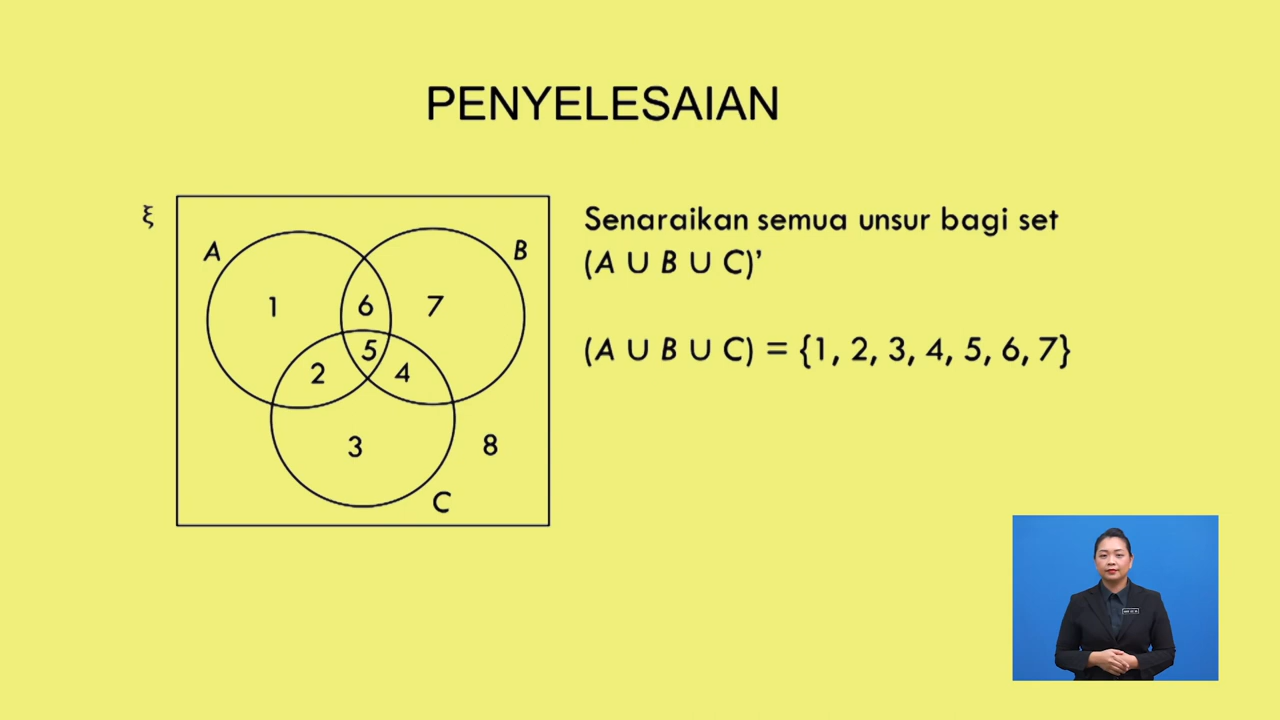 PENYELESAIAN
ξ
A
B
1
6
7
5
2
4
3
8
C
Senaraikan semua unsur bagi set
(A ∪ B ∪ C)’
(A ∪ B ∪ C) = {1, 2, 3, 4, 5, 6, 7}